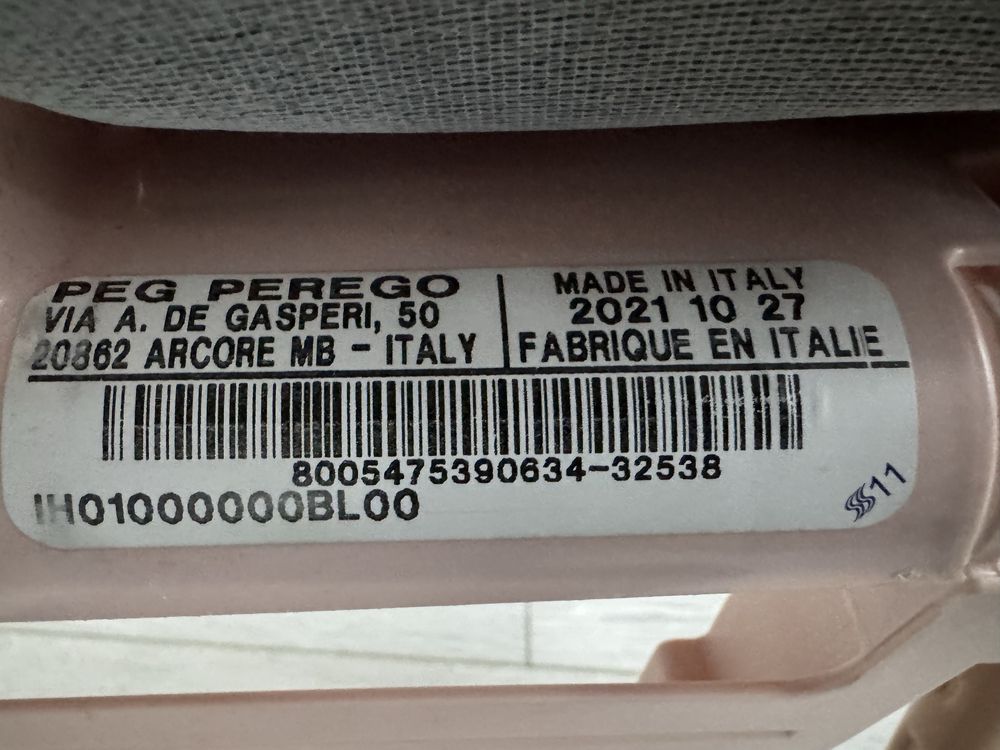 PEG PEREGO
VIA A. DE GASPERI, 50
20862 ARCORE MB - ITALY
MADE IN ITALY
2021 10 27
FABRIQUE EN ITALIE
8005475390634-32538
IH01000000BL00
11